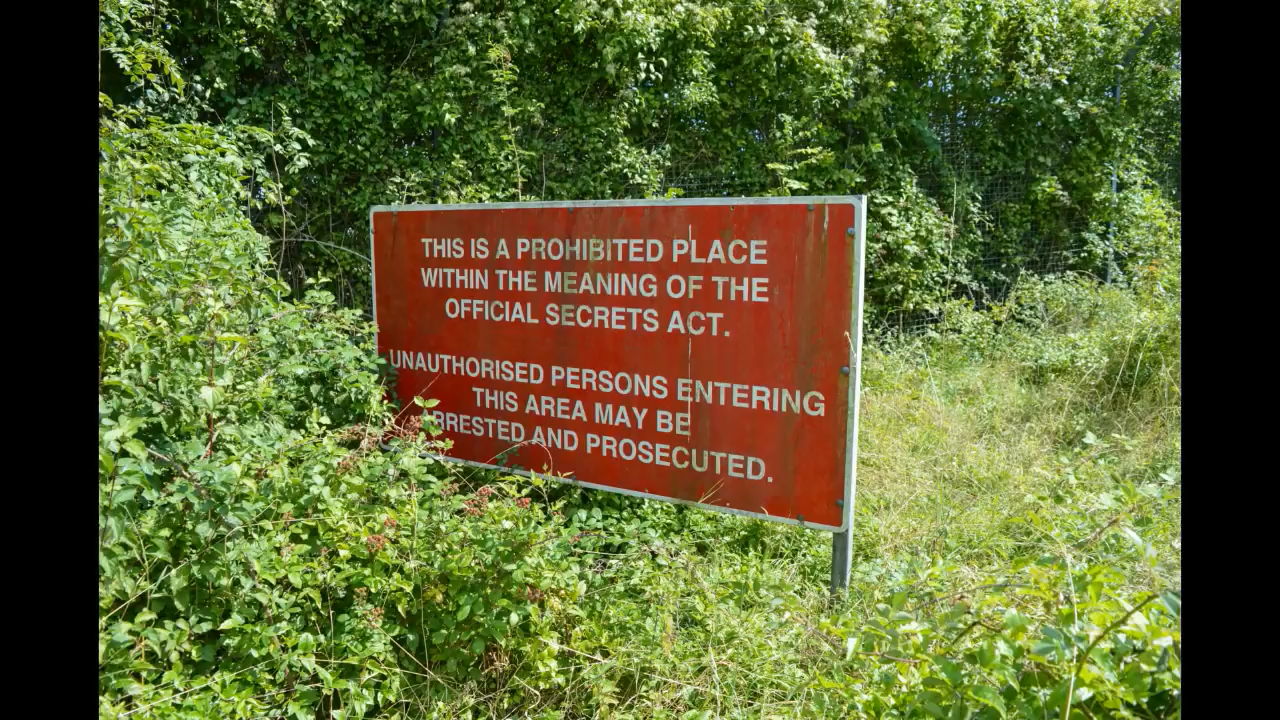 THIS IS A PROHIBITED PLACE
WITHIN THE MEANING OF THE
OFFICIAL SECRETS ACT.
UNAUTHORISED PERSONS ENTERING
THIS AREA MAY BE
ARRESTED AND PROSECUTED.